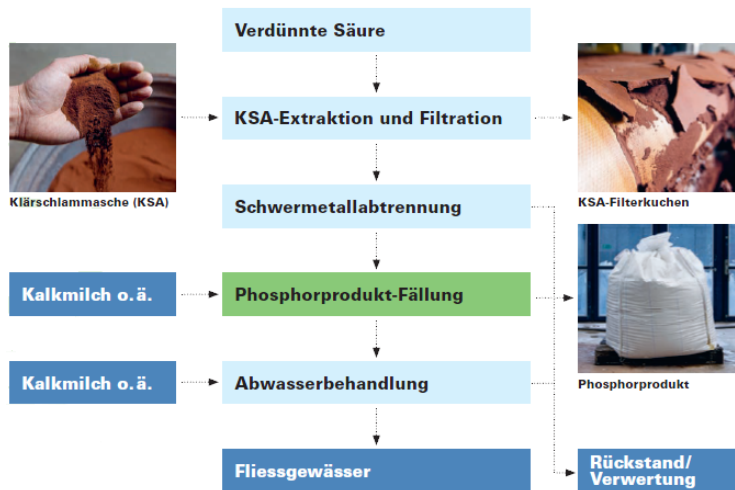 Verdünnte Säure
KSA-Extraktion und Filtration
Klärschlammasche (KSA)
KSA-Filterkuchen
Schwermetallabtrennung
Kalkmilch o.ä.
Phosphorprodukt-Fällung
Phosphorprodukt
Kalkmilch o.ä.
Abwasserbehandlung
Fliessgewässer
Rückstand/
Verwertung